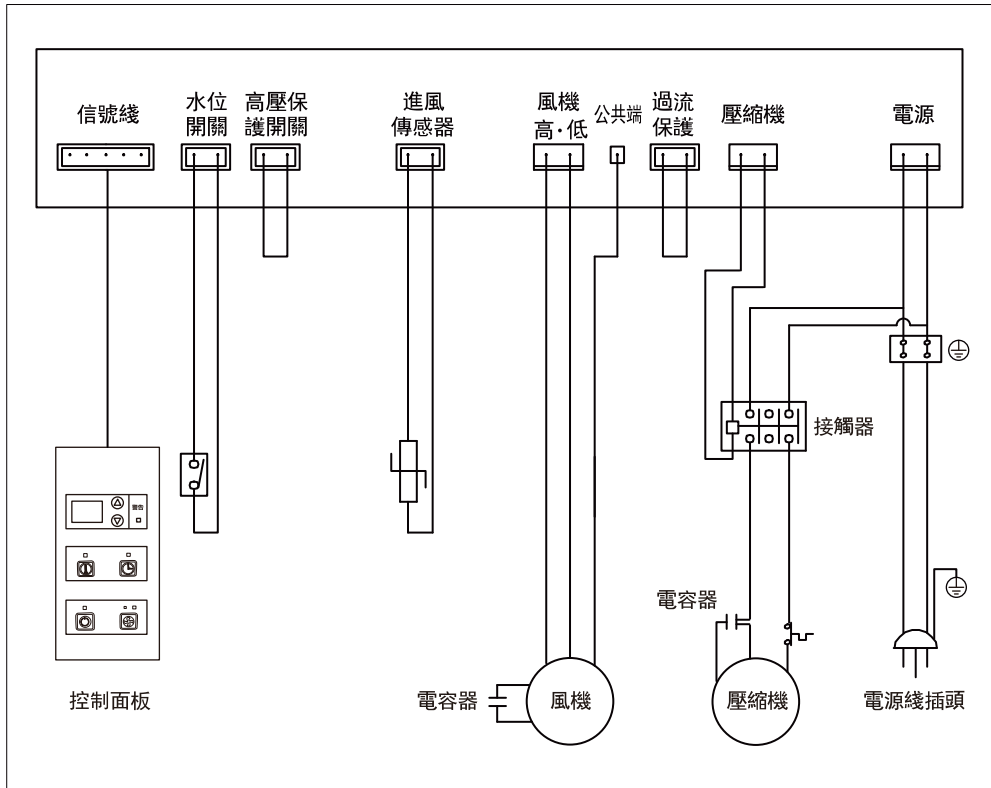 信號綫
水位
開關
高壓保
護開關
進風
傳感器
風機
高·低
公共端
過流
保護
壓縮機
電源
接觸器
警告
電容器
控制面板
電容器
風機
壓縮機
電源綫插頭